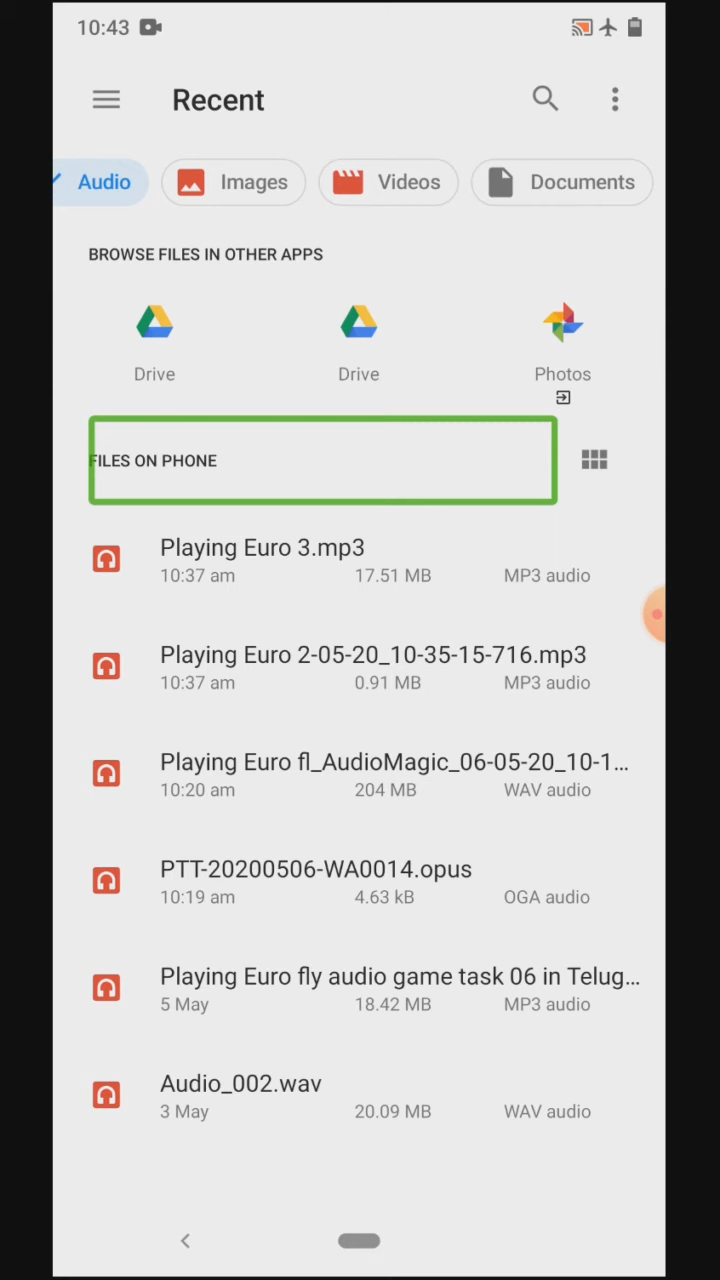 10:43
Recent
Audio
Images
Videos
Documents
BROWSE FILES IN OTHER APPS
Drive
Drive
Photos
FILES ON PHONE
Playing Euro 3.mp3
10:37 am 17.51 MB MP3 audio
Playing Euro 2-05-20_10-35-15-716.mp3
10:37 am 0.91 MB MP3 audio
Playing Euro fl_AudioMagic_06-05-20_10-1...
10:20 am 204 MB WAV audio
PTT-20200506-WA0014.opus
10:19 am 4.63 kB OGA audio
Playing Euro fly audio game task 06 in Telug...
5 May 18.42 MB MP3 audio
Audio_002.wav
3 May 20.09 MB WAV audio